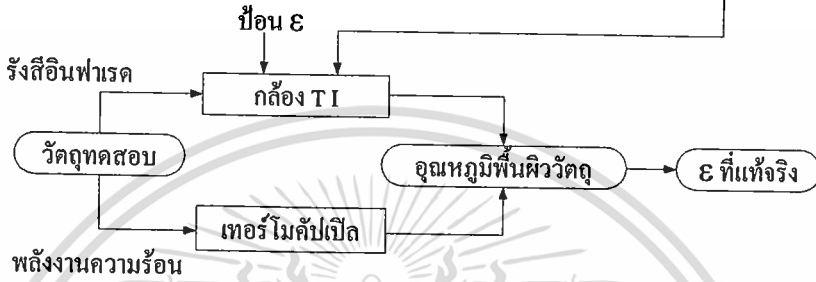 ป้อน ε
รังสีอินฟาเรด
กล้อง T I
วัตถุทดสอบ
อุณหภูมิพื้นผิววัตถุ
ε ที่แท้จริง
เทอร์โมคัปเปิล
พลังงานความร้อน